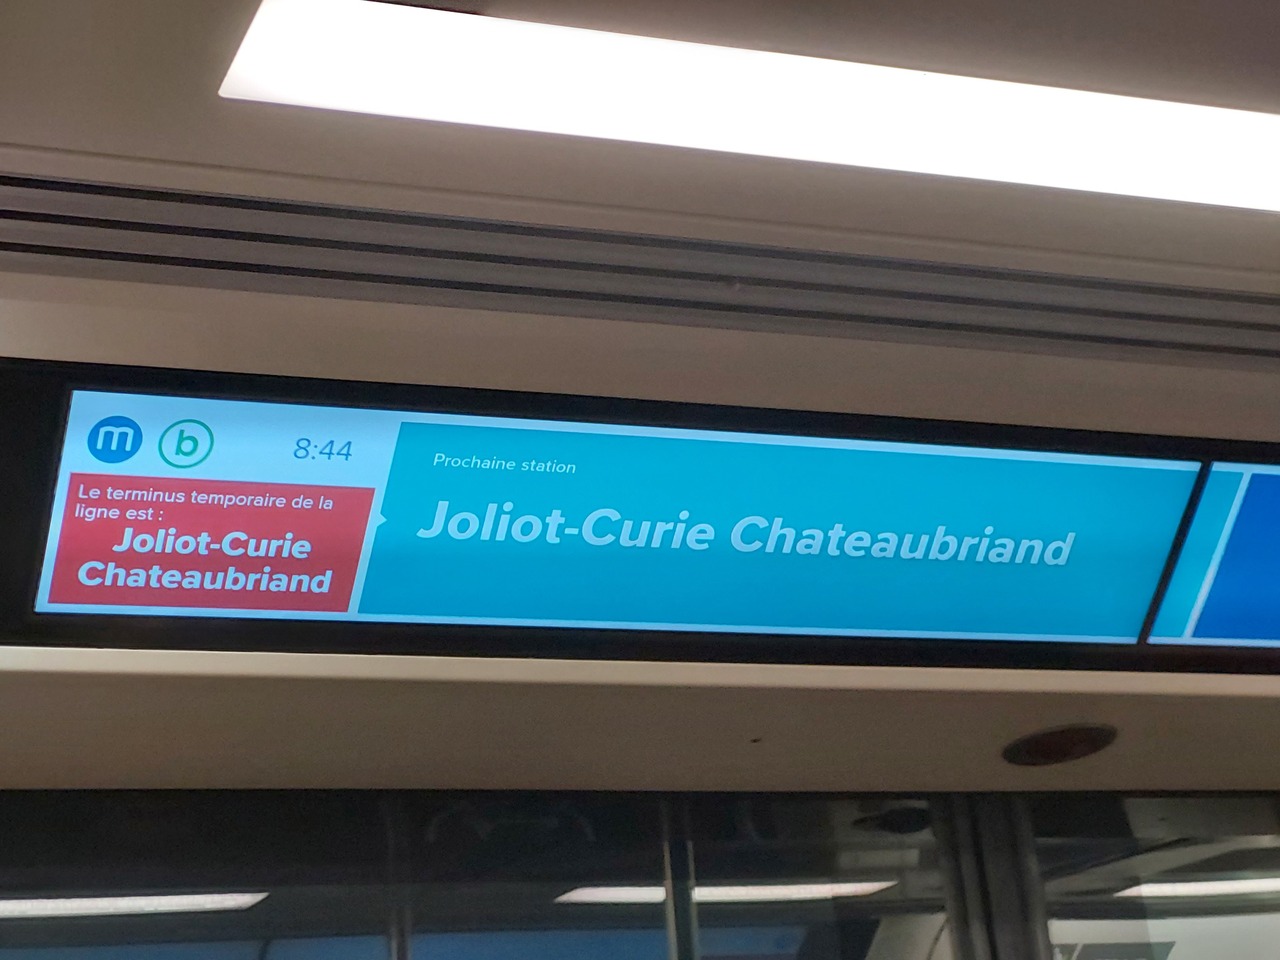 m b 8:44
Le terminus temporaire de la
ligne est :
Joliot-Curie
Chateaubriand
Prochaine station
Joliot-Curie Chateaubriand